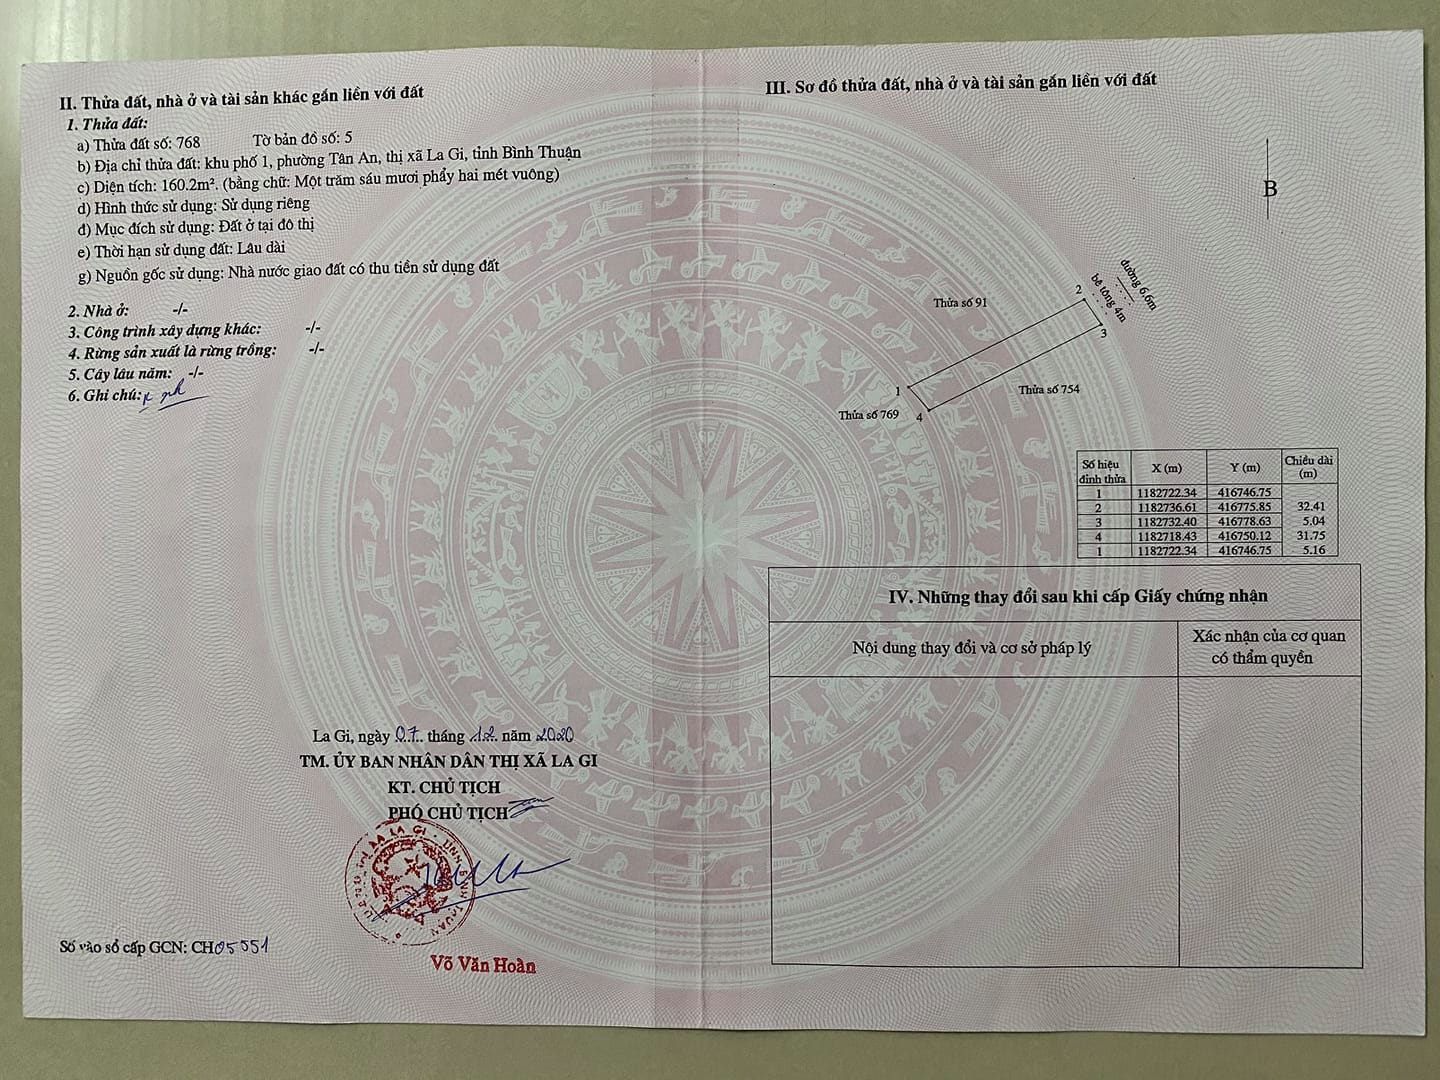 II. Thửa đất, nhà ở và tài sản khác gắn liền với đất
1. Thửa đất:
a) Thửa đất số: 768 Tờ bản đồ số: 5
b) Địa chỉ thửa đất: khu phố 1, phường Tân An, thị xã La Gi, tỉnh Bình Thuận
c) Diện tích: 160.2m². (bằng chữ: Một trăm sáu mươi phẩy hai mét vuông)
d) Hình thức sử dụng: Sử dụng riêng
đ) Mục đích sử dụng: Đất ở tại đô thị
e) Thời hạn sử dụng đất: Lâu dài
g) Nguồn gốc sử dụng: Nhà nước giao đất có thu tiền sử dụng đất
2. Nhà ở: -/-
3. Công trình xây dựng khác: -/-
4. Rừng sản xuất là rừng trồng: -/-
5. Cây lâu năm: -/-
6. Ghi chú:
La Gi, ngày 07 tháng 12 năm 2020
TM. ỦY BAN NHÂN DÂN THỊ XÃ LA GI
KT. CHỦ TỊCH
PHÓ CHỦ TỊCH
Võ Văn Hoàn
Số vào sổ cấp GCN: CH05551
III. Sơ đồ thửa đất, nhà ở và tài sản gắn liền với đất
B
đường 6.6m
bê tông 4m
Thửa số 91
2
3
1
4
Thửa số 754
Thửa số 769
Số hiệu đỉnh thửa X (m) Y (m) Chiều dài (m)
1 1182722.34 416746.75
2 1182736.61 416775.85 32.41
3 1182732.40 416778.63 5.04
4 1182718.43 416750.12 31.75
1 1182722.34 416746.75 5.16
IV. Những thay đổi sau khi cấp Giấy chứng nhận
Nội dung thay đổi và cơ sở pháp lý
Xác nhận của cơ quan
có thẩm quyền